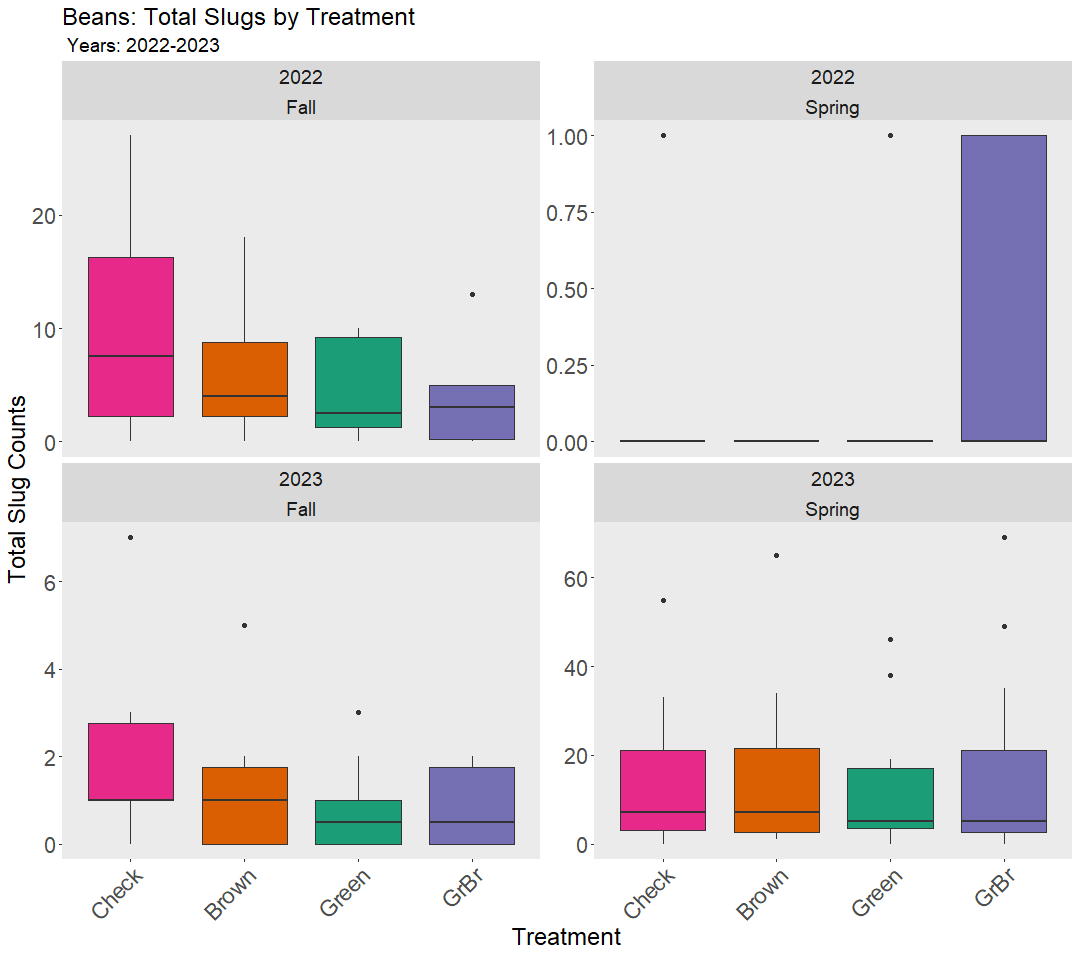 Beans: Total Slugs by Treatment
Years: 2022-2023
2022
Fall
2022
Spring
20
10
0
1.00
0.75
0.50
0.25
0.00
2023
Fall
2023
Spring
6
4
2
0
60
40
20
0
Total Slug Counts
Check
Brown
Green
GrBr
Check
Brown
Green
GrBr
Treatment